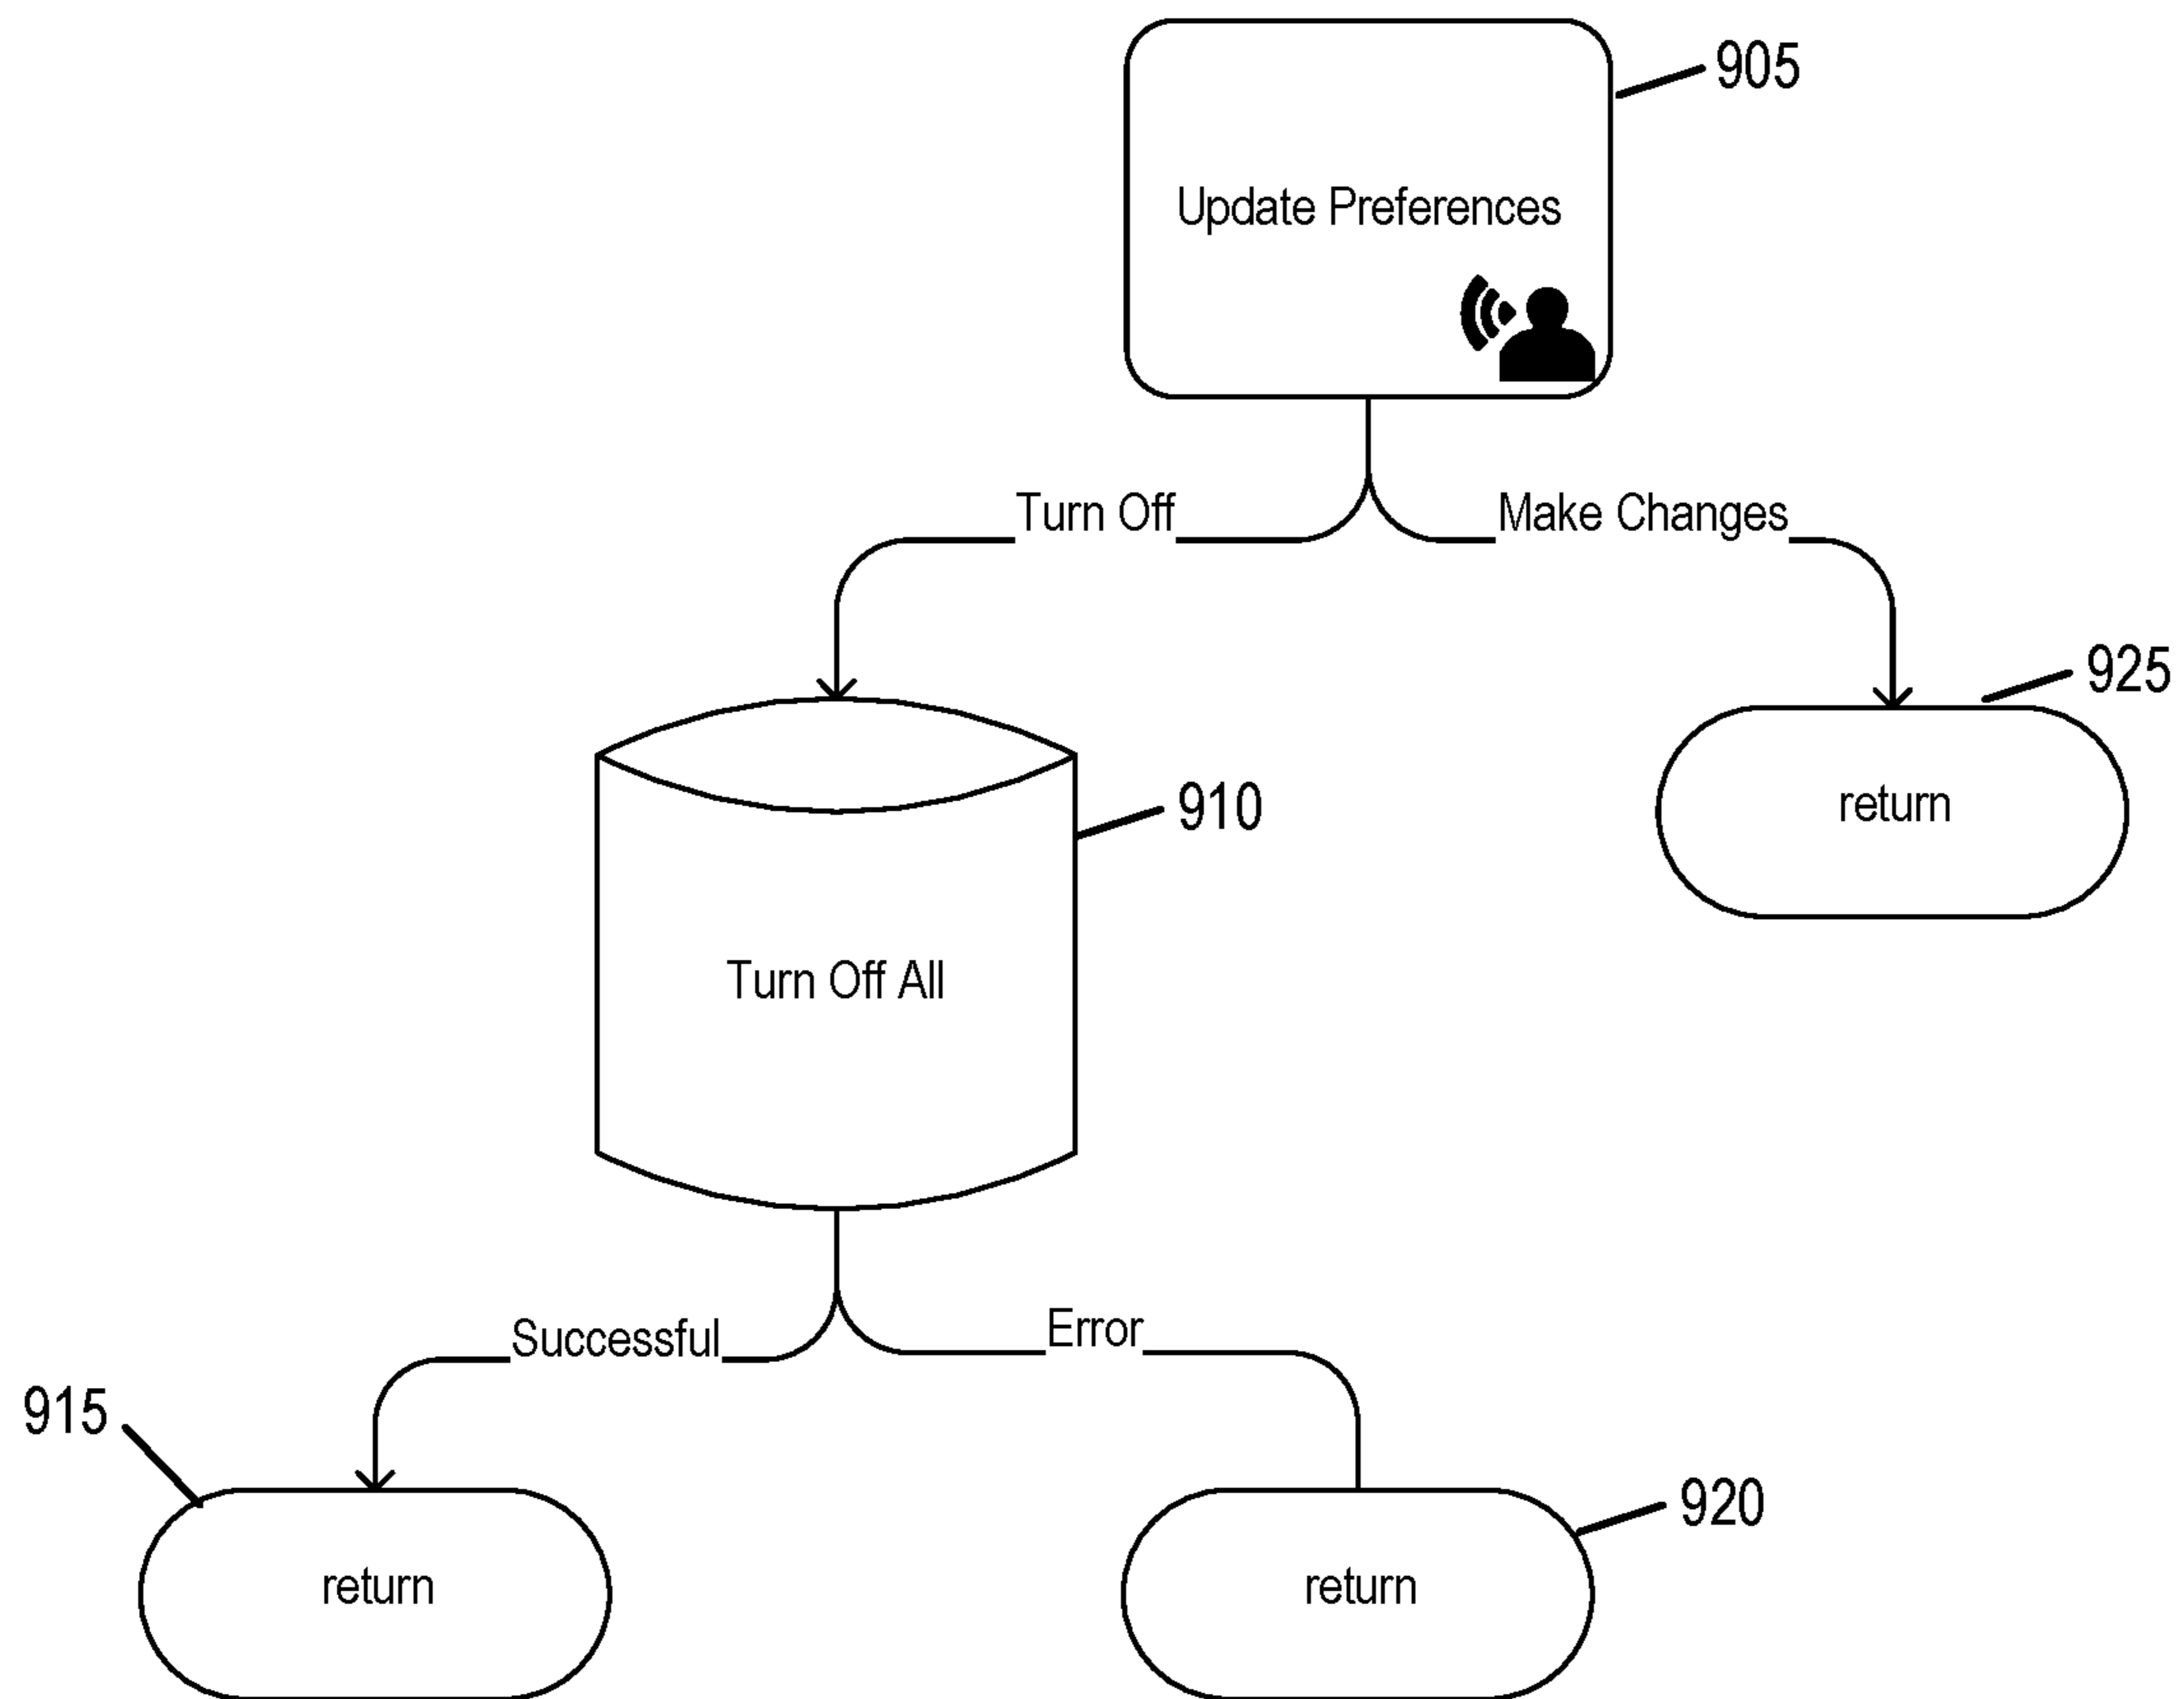 905
Update Preferences
Turn Off
Make Changes
925
return
910
Turn Off All
Successful
Error
915
920
return
return